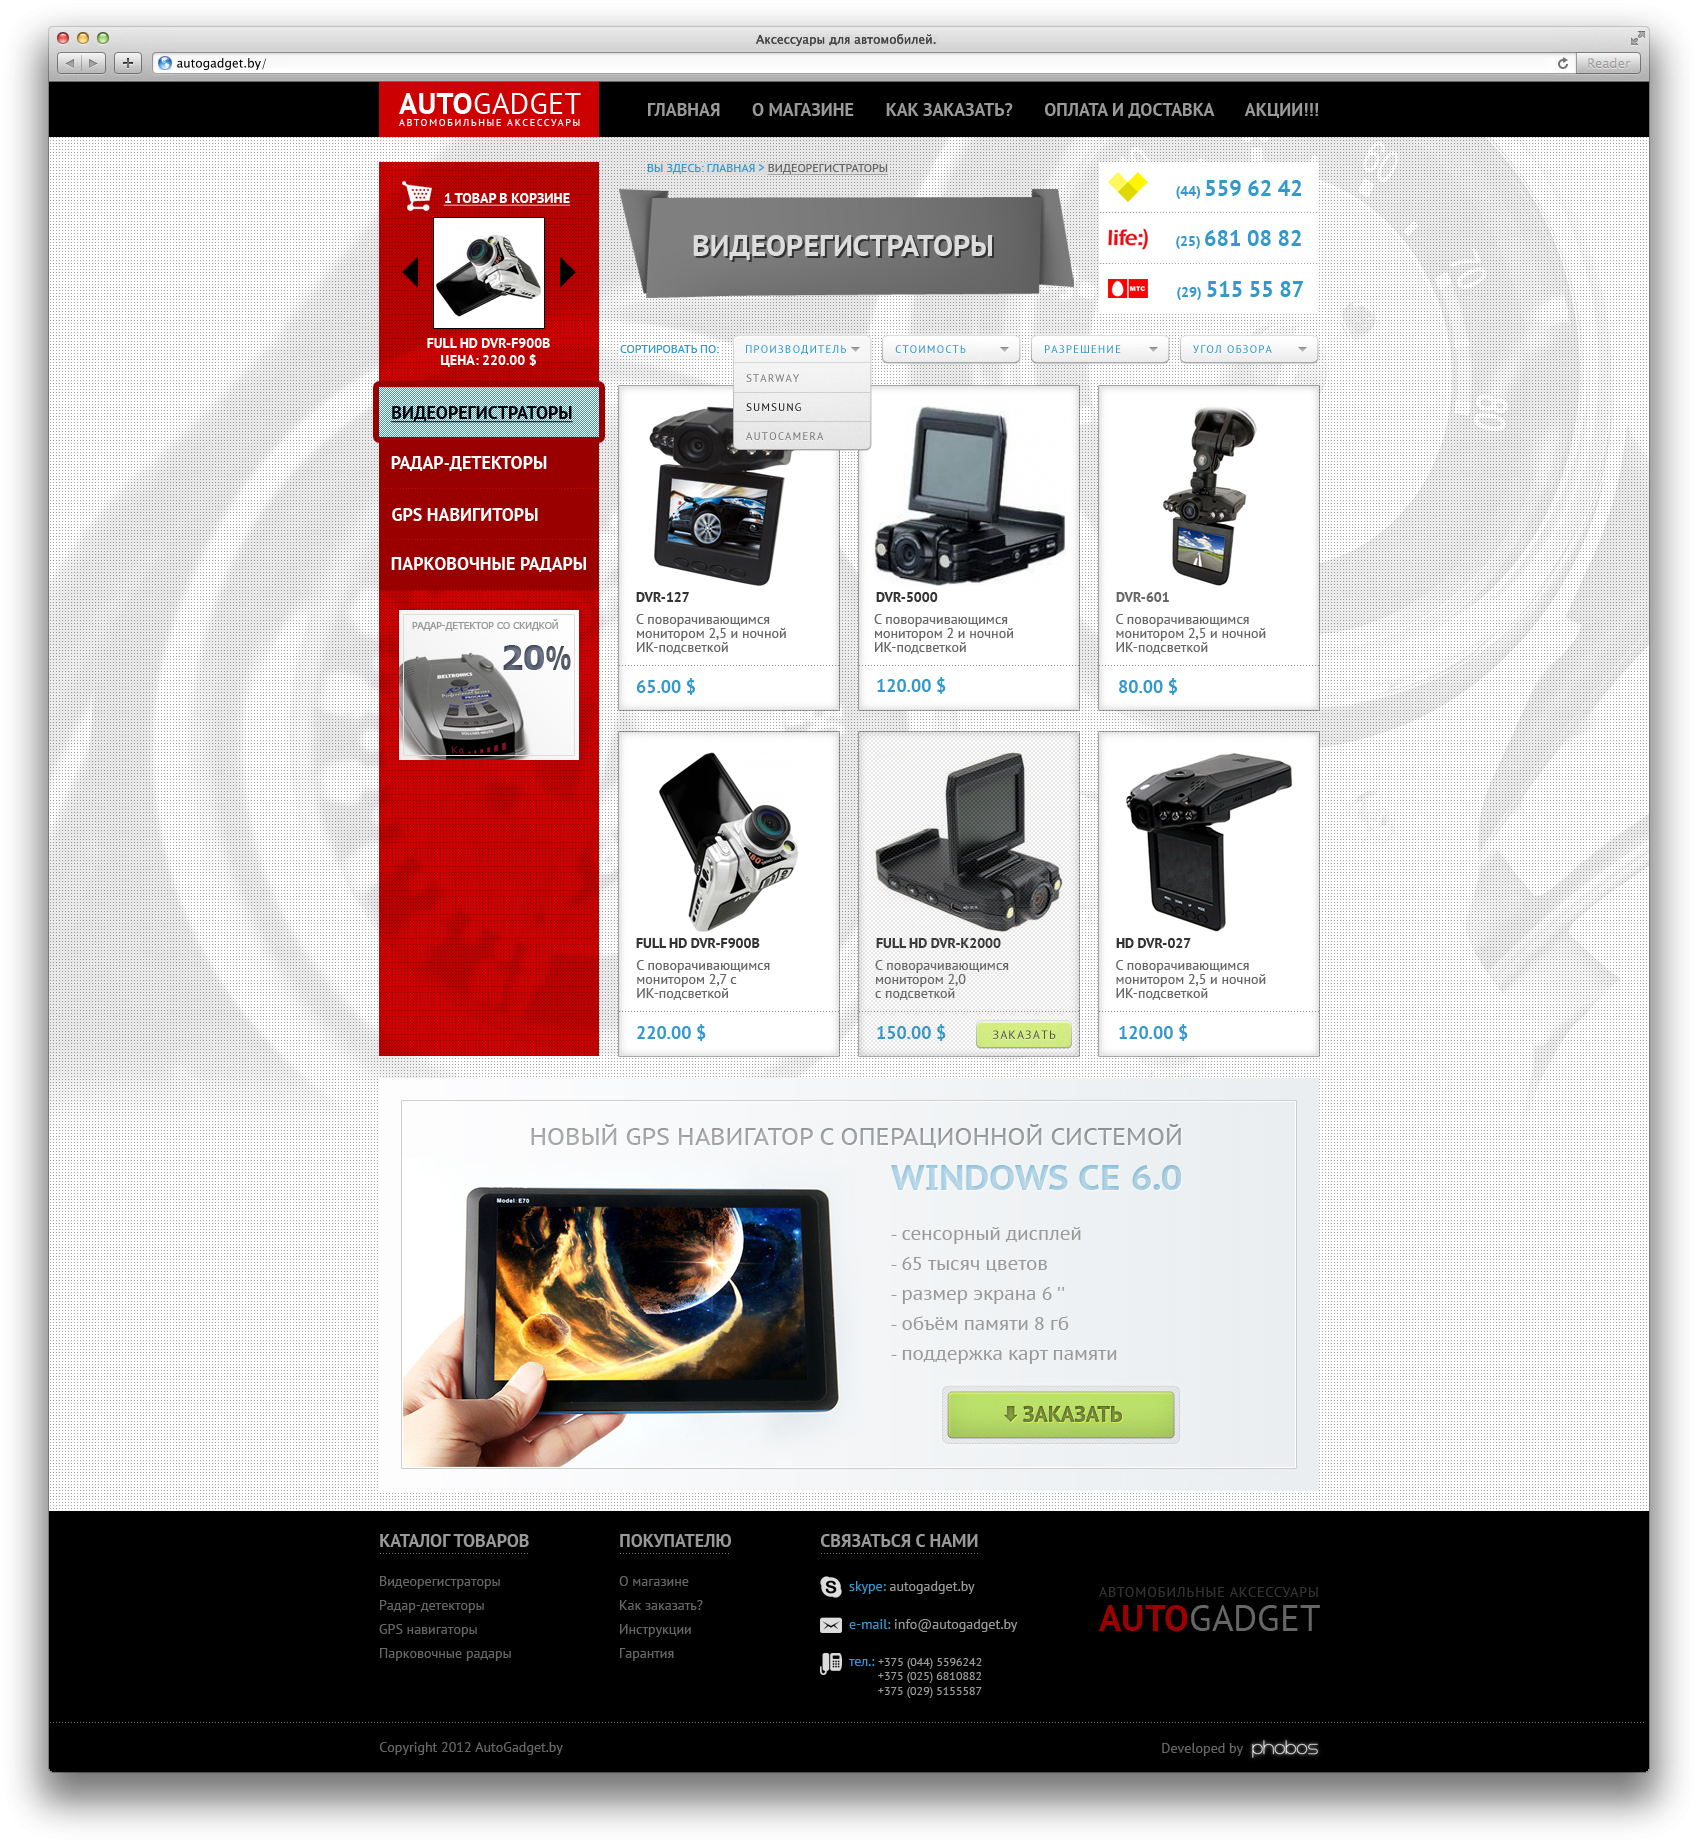 Аксессуары для автомобилей.
autogadget.by/
Reader
AUTOGADGET
АВТОМОБИЛЬНЫЕ АКСЕССУАРЫ
ГЛАВНАЯ О МАГАЗИНЕ КАК ЗАКАЗАТЬ? ОПЛАТА И ДОСТАВКА АКЦИИ!!!
1 ТОВАР В КОРЗИНЕ
FULL HD DVR-F900B
ЦЕНА: 220.00 $
ВИДЕОРЕГИСТРАТОРЫ
РАДАР-ДЕТЕКТОРЫ
GPS НАВИГИТОРЫ
ПАРКОВОЧНЫЕ РАДАРЫ
РАДАР-ДЕТЕКТОР СО СКИДКОЙ
20%
BELTRONICS
ВЫ ЗДЕСЬ: ГЛАВНАЯ > ВИДЕОРЕГИСТРАТОРЫ
ВИДЕОРЕГИСТРАТОРЫ
(44) 559 62 42
life:) (25) 681 08 82
МТС (29) 515 55 87
60
70
80
СОРТИРОВАТЬ ПО: ПРОИЗВОДИТЕЛЬ СТОИМОСТЬ РАЗРЕШЕНИЕ УГОЛ ОБЗОРА
STARWAY
SUMSUNG
AUTOCAMERA
DVR-127
С поворачивающимся
монитором 2,5 и ночной
ИК-подсветкой
65.00 $
DVR-5000
С поворачивающимся
монитором 2 и ночной
ИК-подсветкой
120.00 $
DVR-601
С поворачивающимся
монитором 2,5 и ночной
ИК-подсветкой
80.00 $
FULL HD DVR-F900B
С поворачивающимся
монитором 2,7 с
ИК-подсветкой
220.00 $
FULL HD DVR-K2000
С поворачивающимся
монитором 2,0
с подсветкой
150.00 $
ЗАКАЗАТЬ
HD DVR-027
С поворачивающимся
монитором 2,5 и ночной
ИК-подсветкой
120.00 $
НОВЫЙ GPS НАВИГАТОР С ОПЕРАЦИОННОЙ СИСТЕМОЙ
WINDOWS CE 6.0
Model: E70
- сенсорный дисплей
- 65 тысяч цветов
- размер экрана 6 "
- объём памяти 8 гб
- поддержка карт памяти
ЗАКАЗАТЬ
КАТАЛОГ ТОВАРОВ
Видеорегистраторы
Радар-детекторы
GPS навигаторы
Парковочные радары
ПОКУПАТЕЛЮ
О магазине
Как заказать?
Инструкции
Гарантия
СВЯЗАТЬСЯ С НАМИ
skype: autogadget.by
e-mail: info@autogadget.by
тел.: +375 (044) 5596242
+375 (025) 6810882
+375 (029) 5155587
АВТОМОБИЛЬНЫЕ АКСЕССУАРЫ
AUTOGADGET
Copyright 2012 AutoGadget.by
Developed by phobos